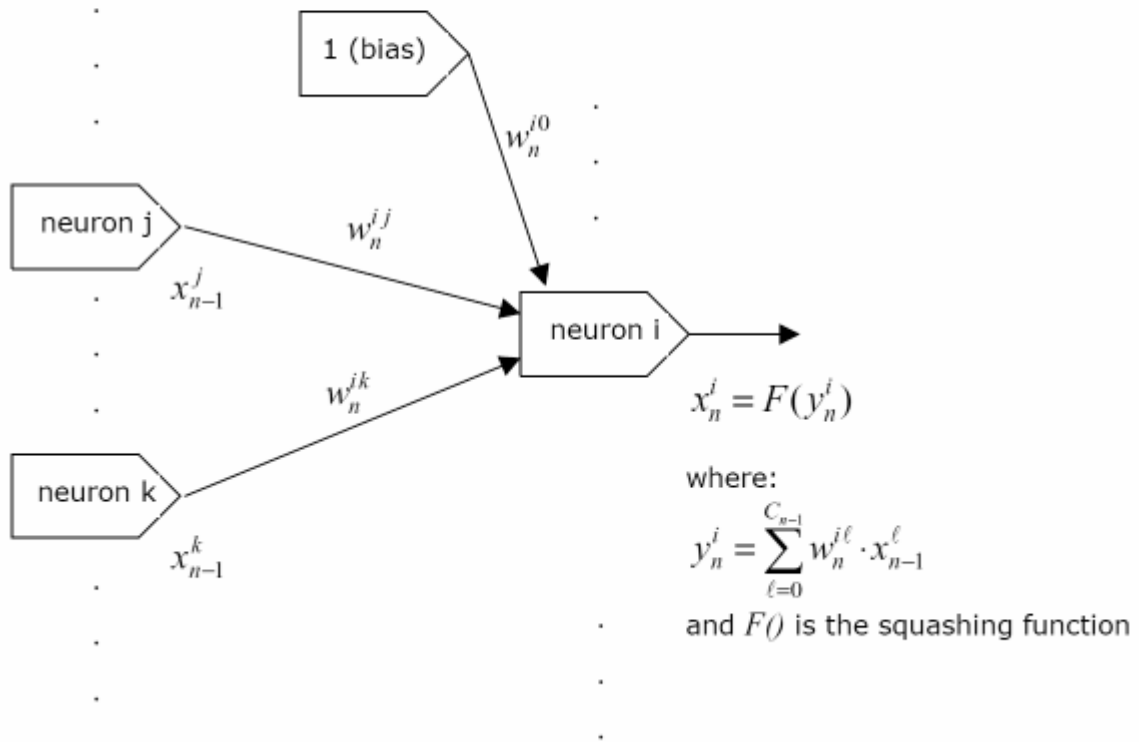 1 (bias)
w_n^{i0}
neuron j
w_n^{ij}
x_{n-1}^j
neuron i
w_n^{ik}
x_n^i = F(y_n^i)
neuron k
where:
x_{n-1}^k
y_n^i = \sum_{\ell=0}^{C_{n-1}} w_n^{i\ell} \cdot x_{n-1}^\ell
and F() is the squashing function